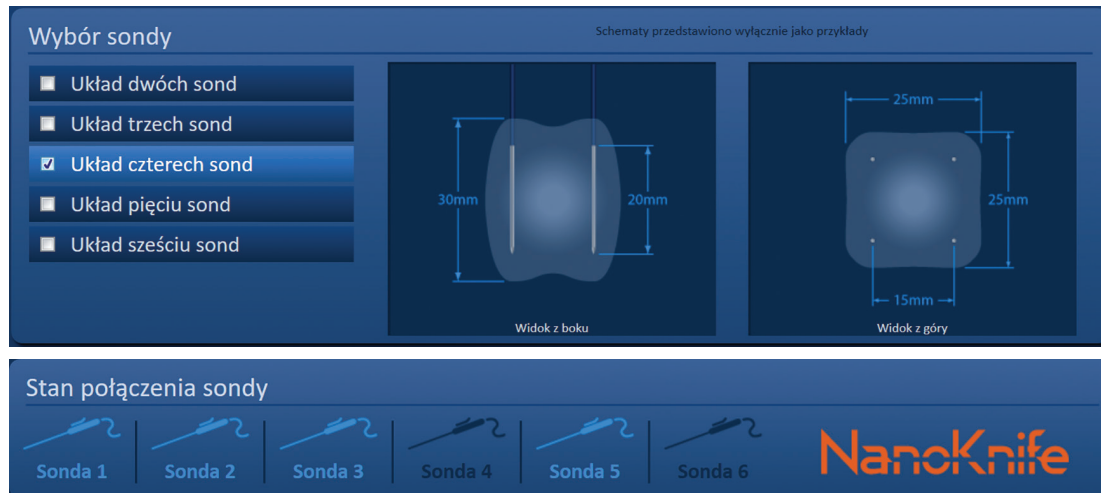 Wybór sondy
Schematy przedstawiono wyłącznie jako przykłady
Układ dwóch sond
Układ trzech sond
Układ czterech sond
Układ pięciu sond
Układ sześciu sond
30mm
20mm
Widok z boku
25mm
25mm
15mm
Widok z góry
Stan połączenia sondy
Sonda 1
Sonda 2
Sonda 3
Sonda 4
Sonda 5
Sonda 6
NanoKnife